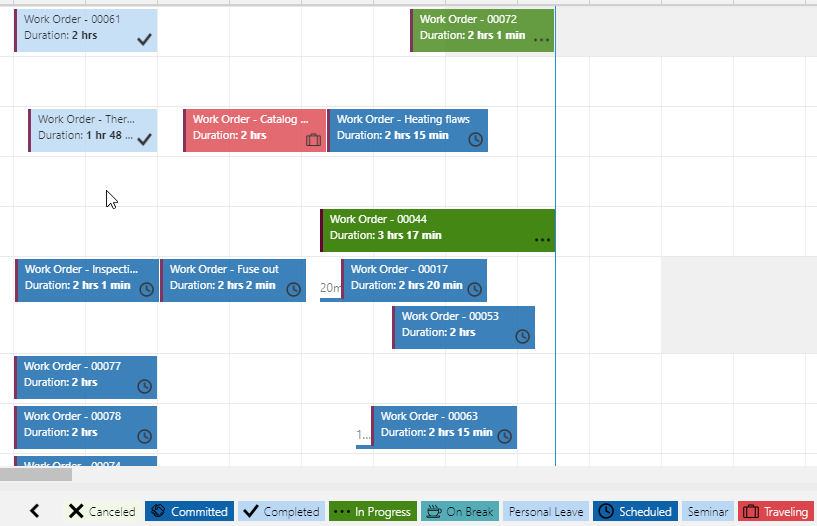 Work Order - 00061
Duration: 2 hrs
Work Order - 00072
Duration: 2 hrs 1 min
Work Order - Ther...
Duration: 1 hr 48 ...
Work Order - Catalog ...
Duration: 2 hrs
Work Order - Heating flaws
Duration: 2 hrs 15 min
Work Order - 00044
Duration: 3 hrs 17 min
Work Order - Inspecti...
Duration: 2 hrs 1 min
Work Order - Fuse out
Duration: 2 hrs 2 min
20m
Work Order - 00017
Duration: 2 hrs 20 min
Work Order - 00053
Duration: 2 hrs
Work Order - 00077
Duration: 2 hrs
Work Order - 00078
Duration: 2 hrs
1...
Work Order - 00063
Duration: 2 hrs 15 min
Work Order - 00074
Canceled
Committed
Completed
In Progress
On Break
Personal Leave
Scheduled
Seminar
Traveling